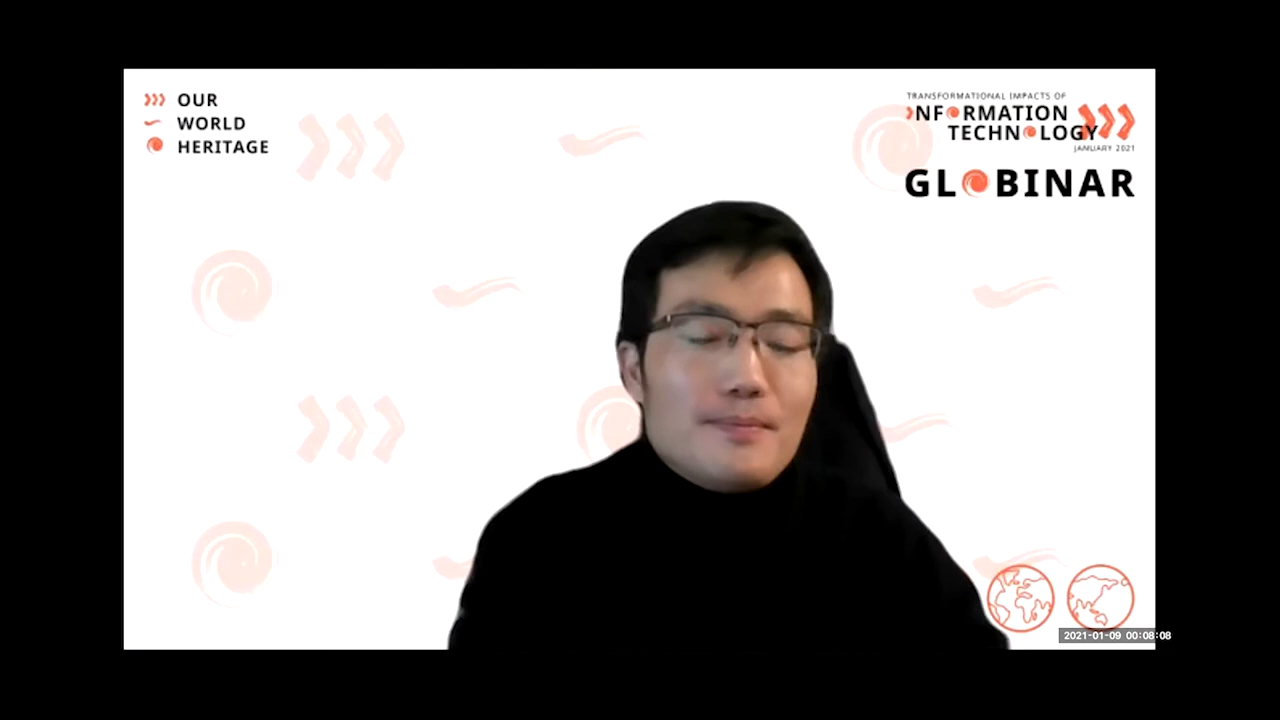 OUR
WORLD
HERITAGE
TRANSFORMATIONAL IMPACTS OF
INFORMATION
TECHNOLOGY
JANUARY 2021
GLOBINAR
2021-01-09 00:08:08